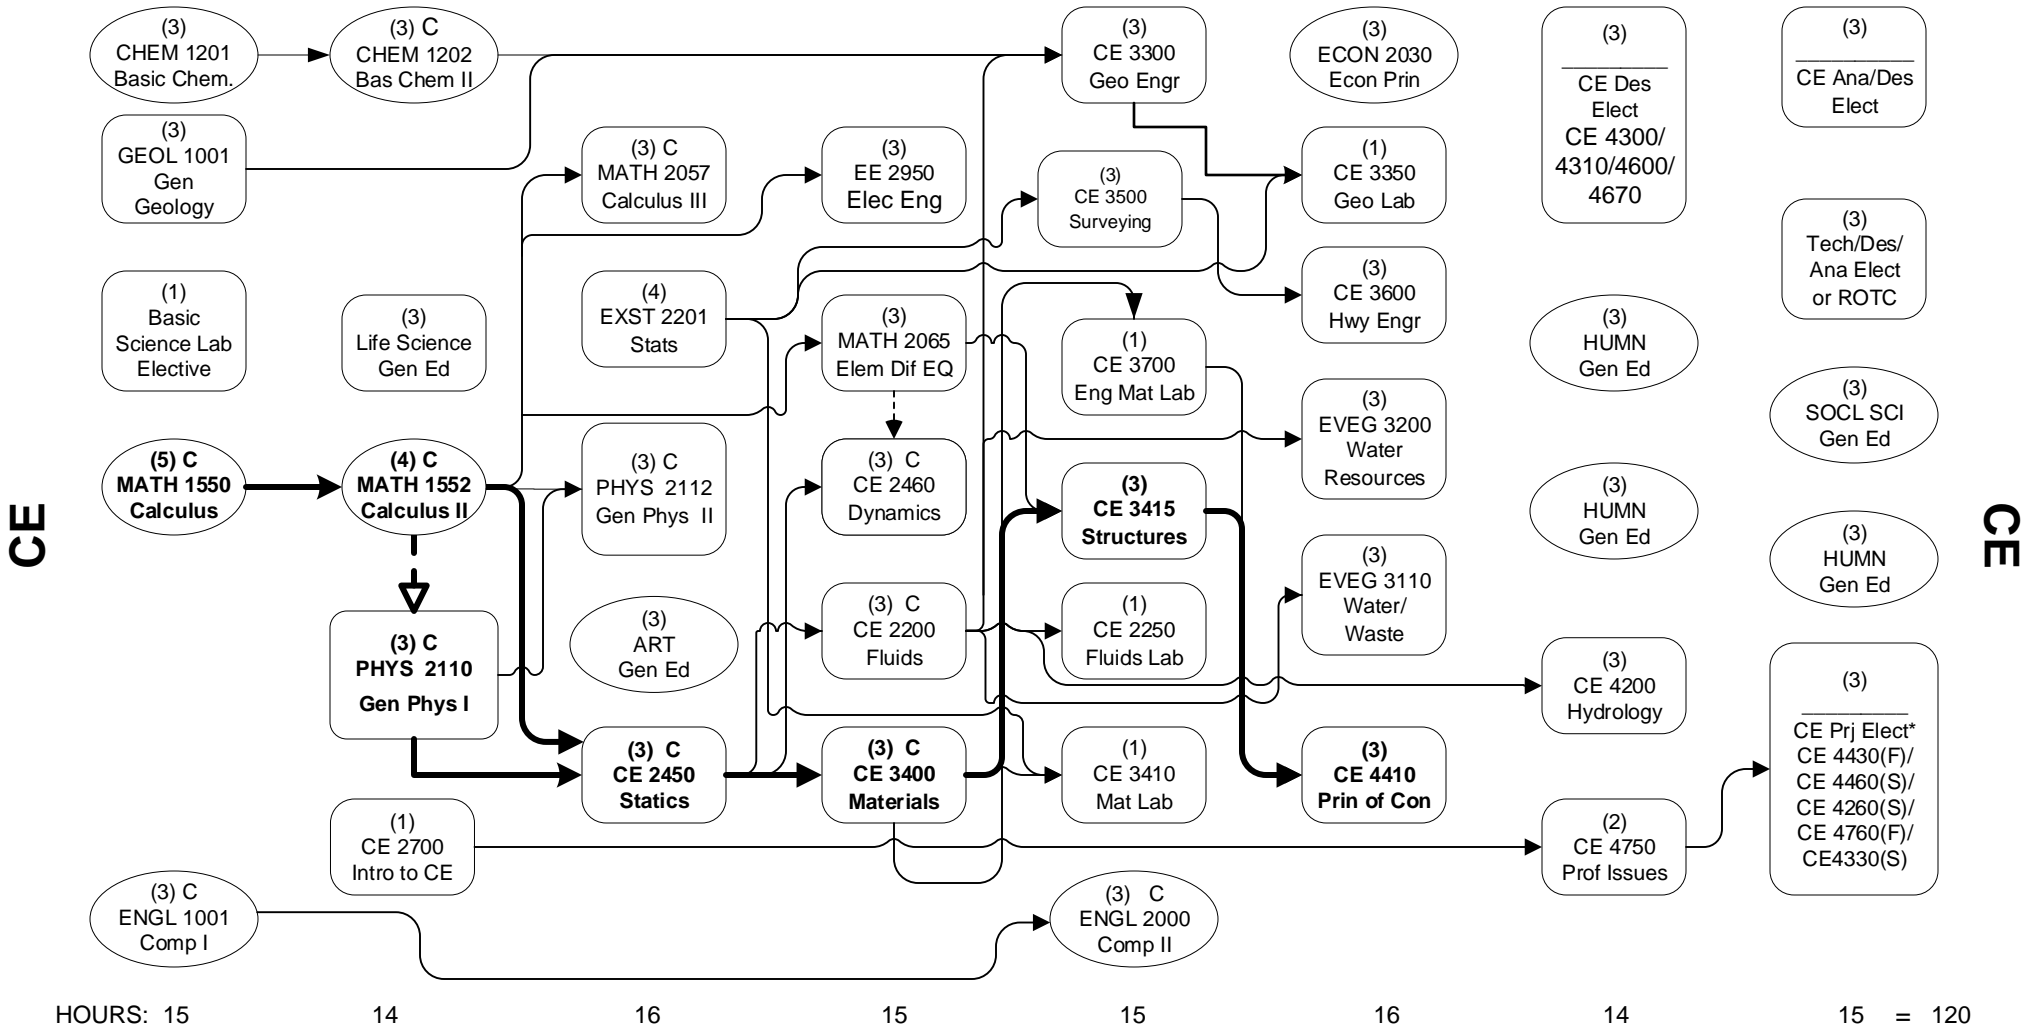 CE
(3)
CHEM 1201
Basic Chem.
(3)
GEOL 1001
Gen
Geology
(1)
Basic
Science Lab
Elective
(5) C
MATH 1550
Calculus
(3) C
ENGL 1001
Comp I
(3) C
CHEM 1202
Bas Chem II
(3)
Life Science
Gen Ed
(4) C
MATH 1552
Calculus II
(3) C
PHYS 2110
Gen Phys I
(1)
CE 2700
Intro to CE
(3) C
MATH 2057
Calculus III
(4)
EXST 2201
Stats
(3) C
PHYS 2112
Gen Phys II
(3)
ART
Gen Ed
(3) C
CE 2450
Statics
(3)
EE 2950
Elec Eng
(3)
MATH 2065
Elem Dif EQ
(3) C
CE 2460
Dynamics
(3) C
CE 2200
Fluids
(3) C
CE 3400
Materials
(3)
CE 3300
Geo Engr
(3)
CE 3500
Surveying
(1)
CE 3700
Eng Mat Lab
(3)
CE 3415
Structures
(1)
CE 2250
Fluids Lab
(1)
CE 3410
Mat Lab
(3) C
ENGL 2000
Comp II
(3)
ECON 2030
Econ Prin
(1)
CE 3350
Geo Lab
(3)
CE 3600
Hwy Engr
(3)
EVEG 3200
Water
Resources
(3)
EVEG 3110
Water/
Waste
(3)
CE 4410
Prin of Con
(3)
_________
CE Des
Elect
CE 4300/
4310/4600/
4670
(3)
HUMN
Gen Ed
(3)
HUMN
Gen Ed
(3)
CE 4200
Hydrology
(2)
CE 4750
Prof Issues
(3)
__________
CE Ana/Des
Elect
(3)
Tech/Des/
Ana Elect
or ROTC
(3)
SOCL SCI
Gen Ed
(3)
HUMN
Gen Ed
(3)
_________
CE Prj Elect*
CE 4430(F)/
CE 4460(S)/
CE 4260(S)/
CE 4760(F)/
CE4330(S)
CE
HOURS: 15 14 16 15 15 16 14 15 = 120